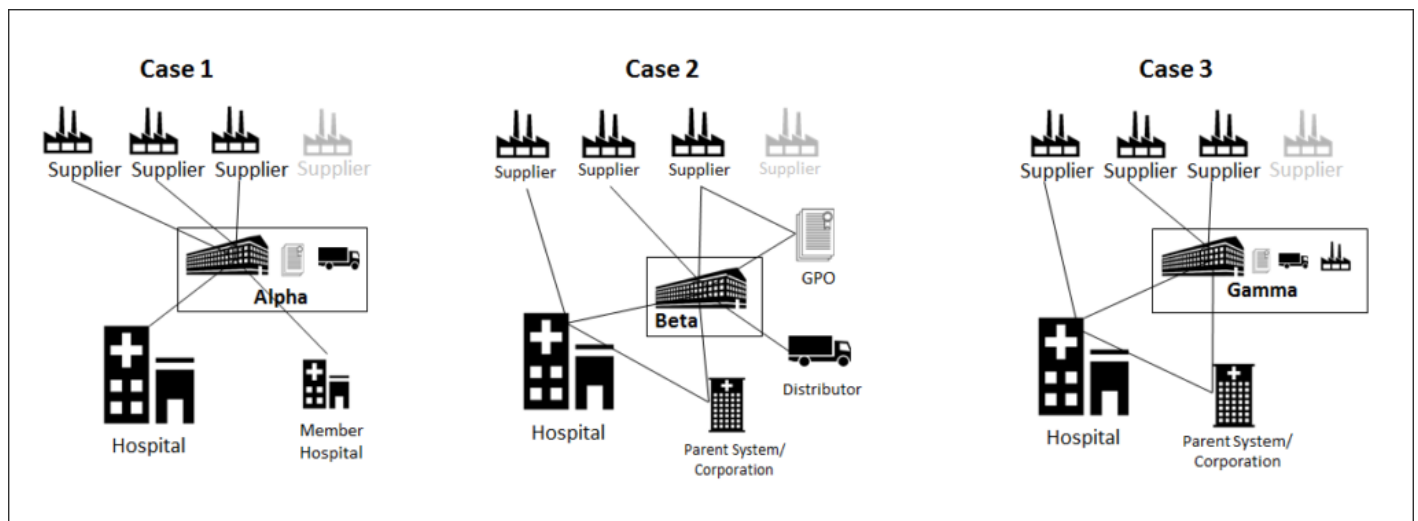 Case 1
Supplier
Supplier
Supplier
Supplier
Alpha
Hospital
Member
Hospital
Case 2
Supplier
Supplier
Supplier
Supplier
GPO
Beta
Distributor
Hospital
Parent System/
Corporation
Case 3
Supplier
Supplier
Supplier
Supplier
Gamma
Hospital
Parent System/
Corporation